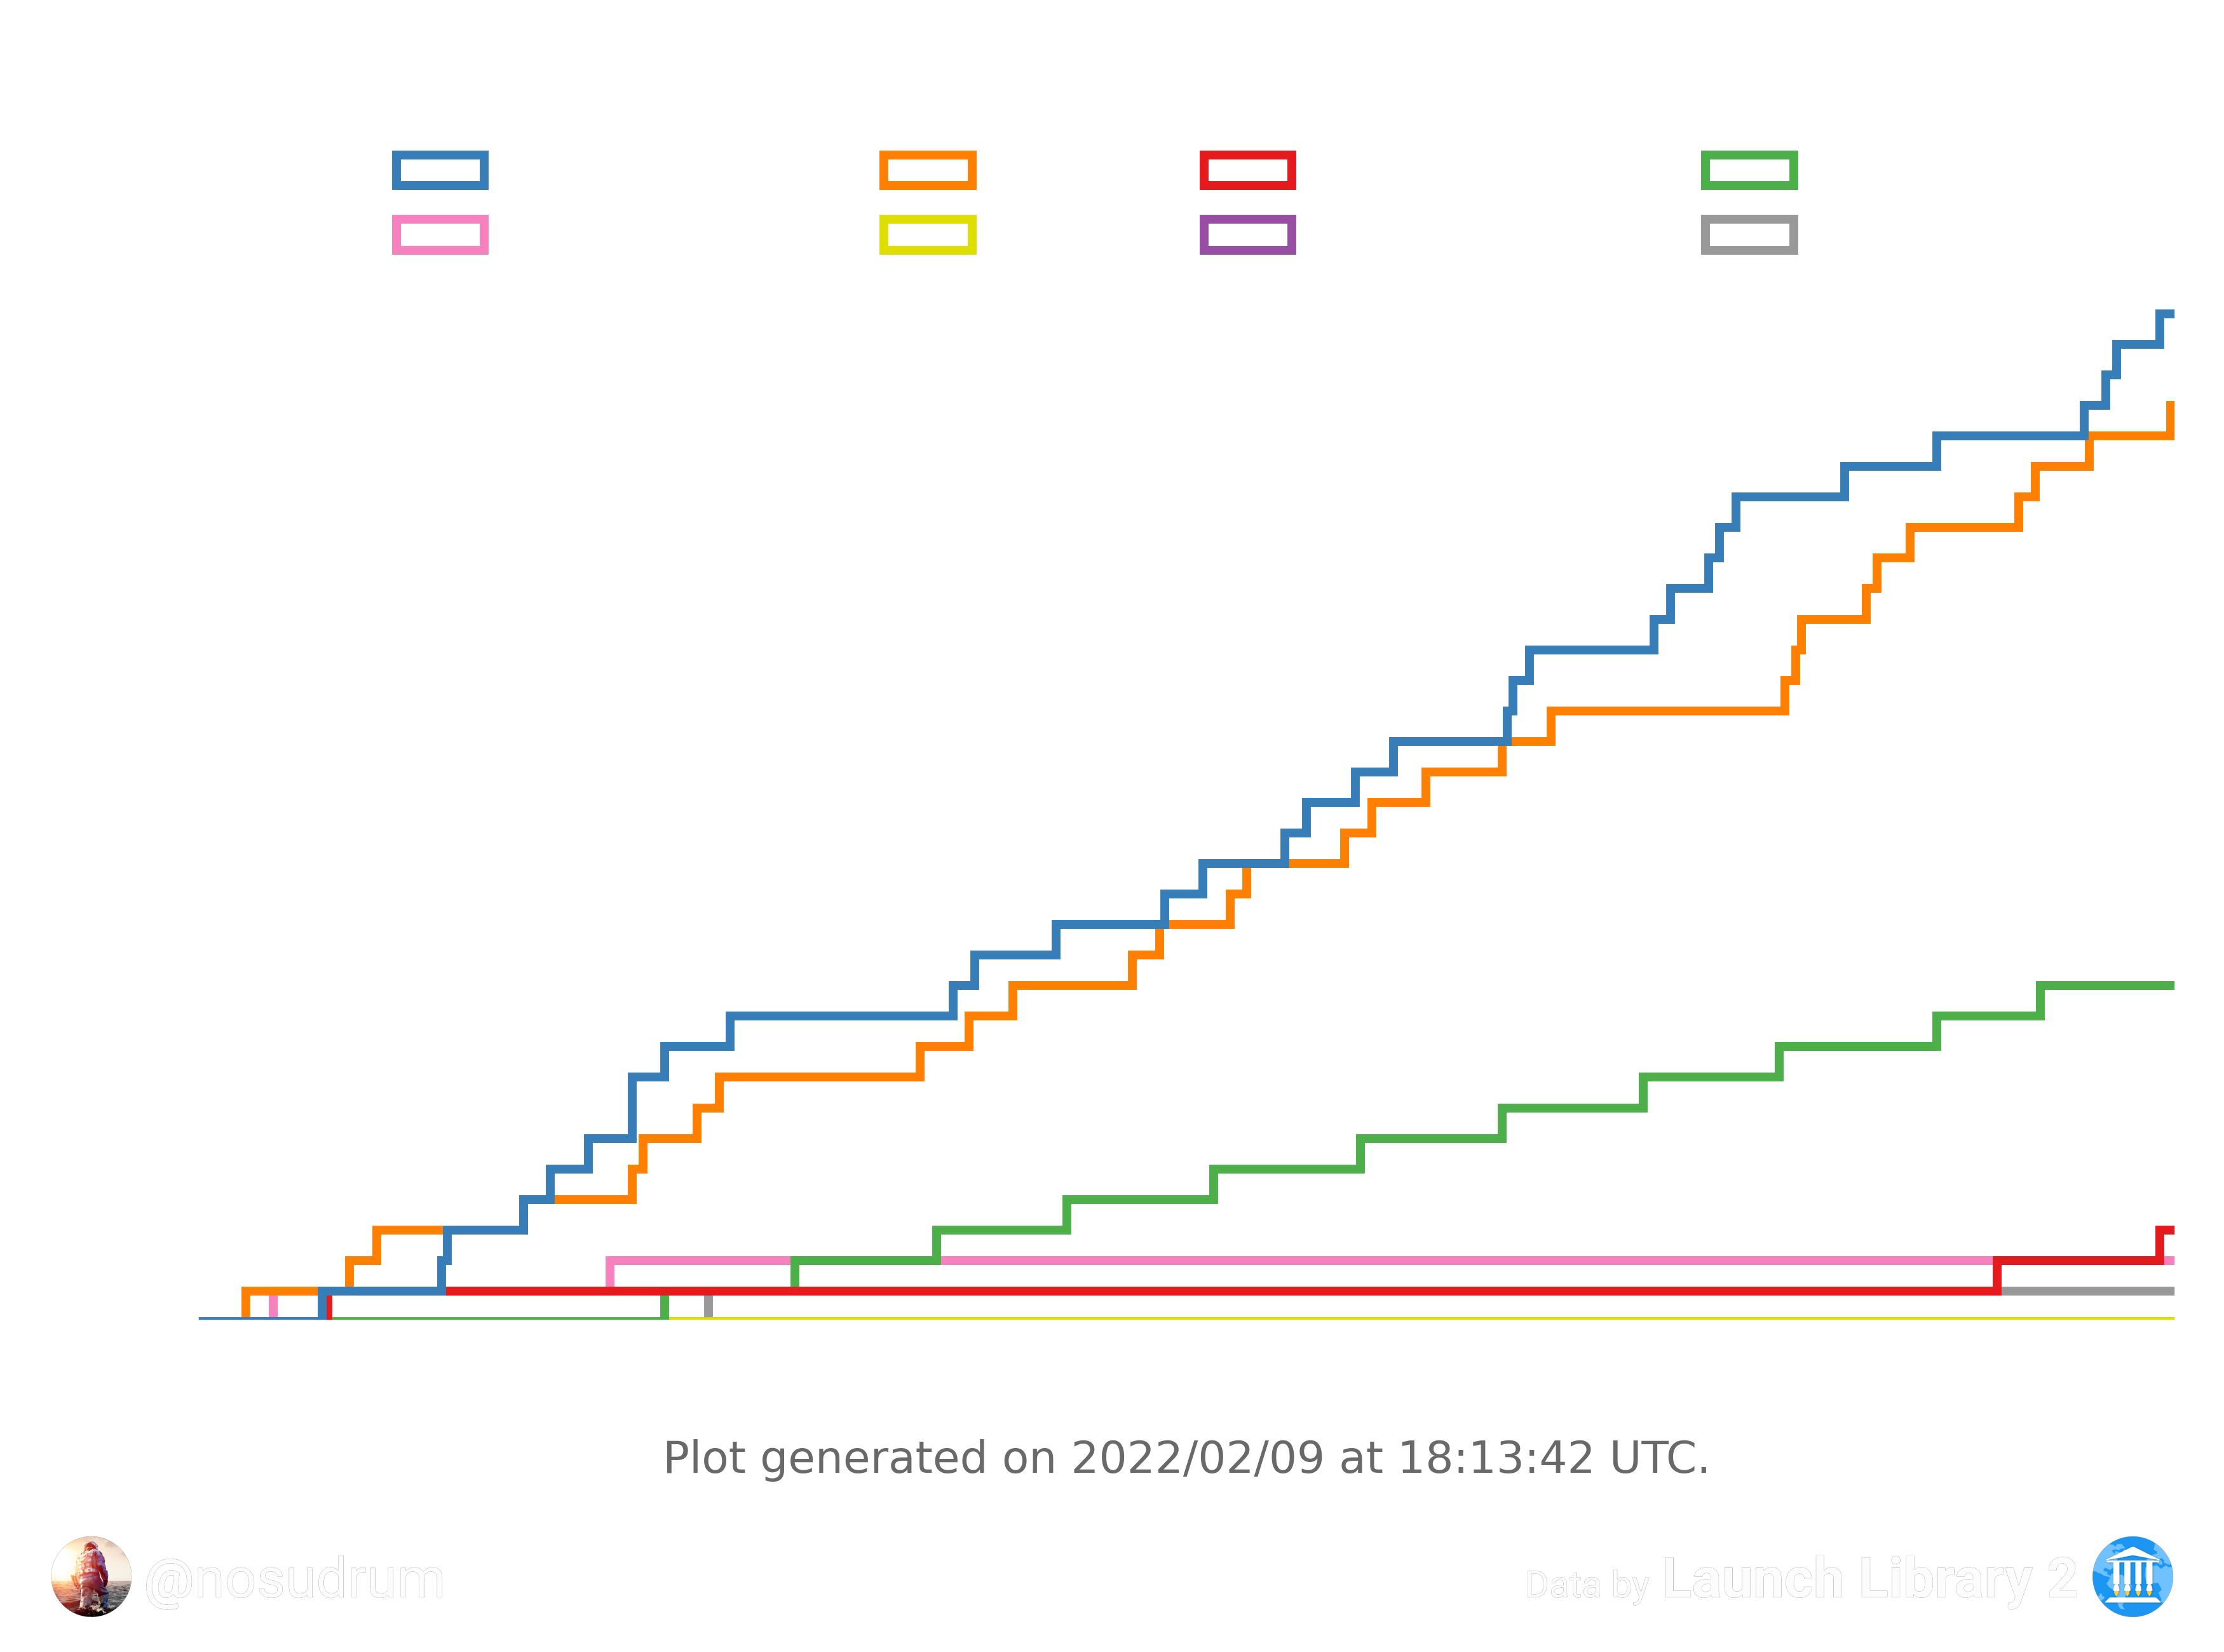 Plot generated on 2022/02/09 at 18:13:42 UTC.
@nosudrum
Data by Launch Library 2